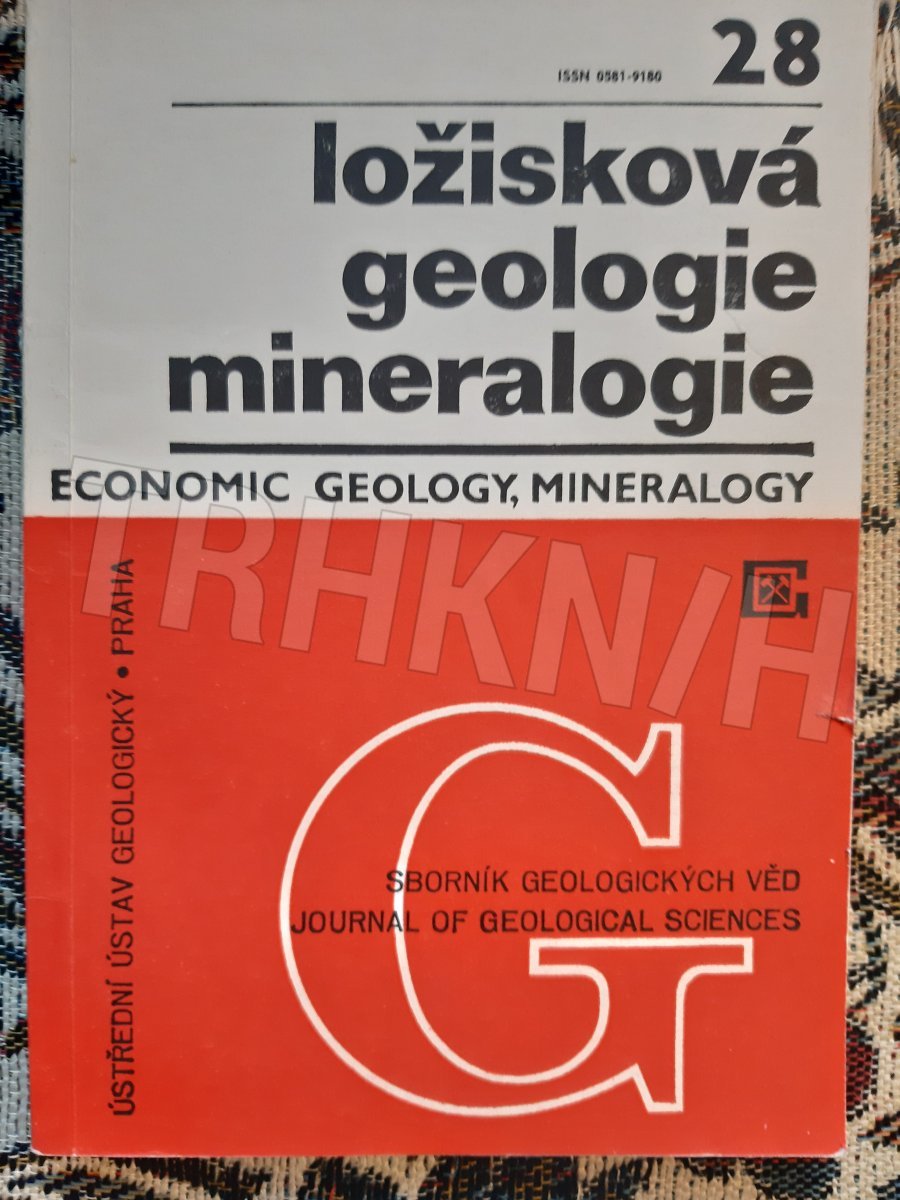 28
ISSN 0581-9180
ložisková
geologie
mineralogie
ECONOMIC GEOLOGY, MINERALOGY
TRHKNIH
ÚSTŘEDNÍ ÚSTAV GEOLOGICKÝ • PRAHA
G
SBORNÍK GEOLOGICKÝCH VĚD
JOURNAL OF GEOLOGICAL SCIENCES